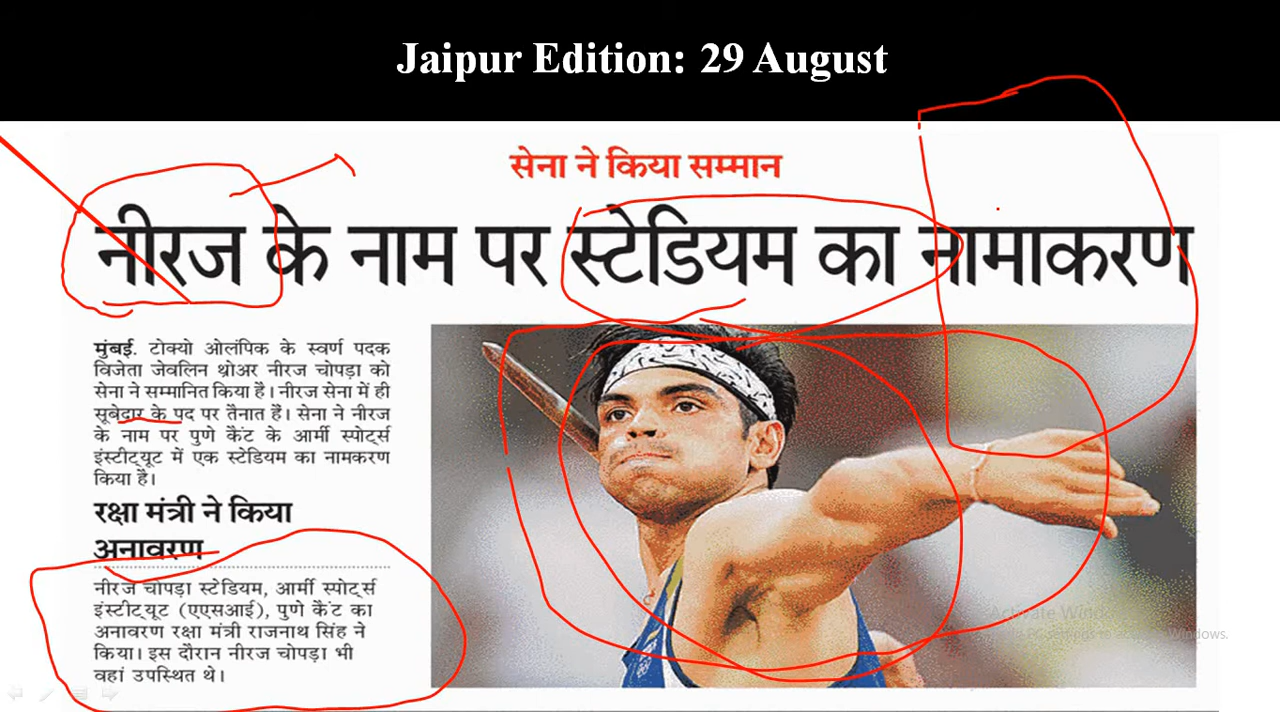 Jaipur Edition: 29 August
सेना ने किया सम्मान
नीरज के नाम पर स्टेडियम का नामाकरण
मुंबई. टोक्यो ओलंपिक के स्वर्ण पदक
विजेता जेवलिन थ्रोअर नीरज चोपड़ा को
सेना ने सम्मानित किया है। नीरज सेना में ही
सूबेदार के पद पर तैनात हैं। सेना ने नीरज
के नाम पर पुणे कैंट के आर्मी स्पोर्ट्स
इंस्टीट्यूट में एक स्टेडियम का नामकरण
किया है।
रक्षा मंत्री ने किया
अनावरण
नीरज चोपड़ा स्टेडियम, आर्मी स्पोर्ट्स
इंस्टीट्यूट (एएसआई), पुणे कैंट का
अनावरण रक्षा मंत्री राजनाथ सिंह ने
किया। इस दौरान नीरज चोपड़ा भी
वहां उपस्थित थे।
Activate